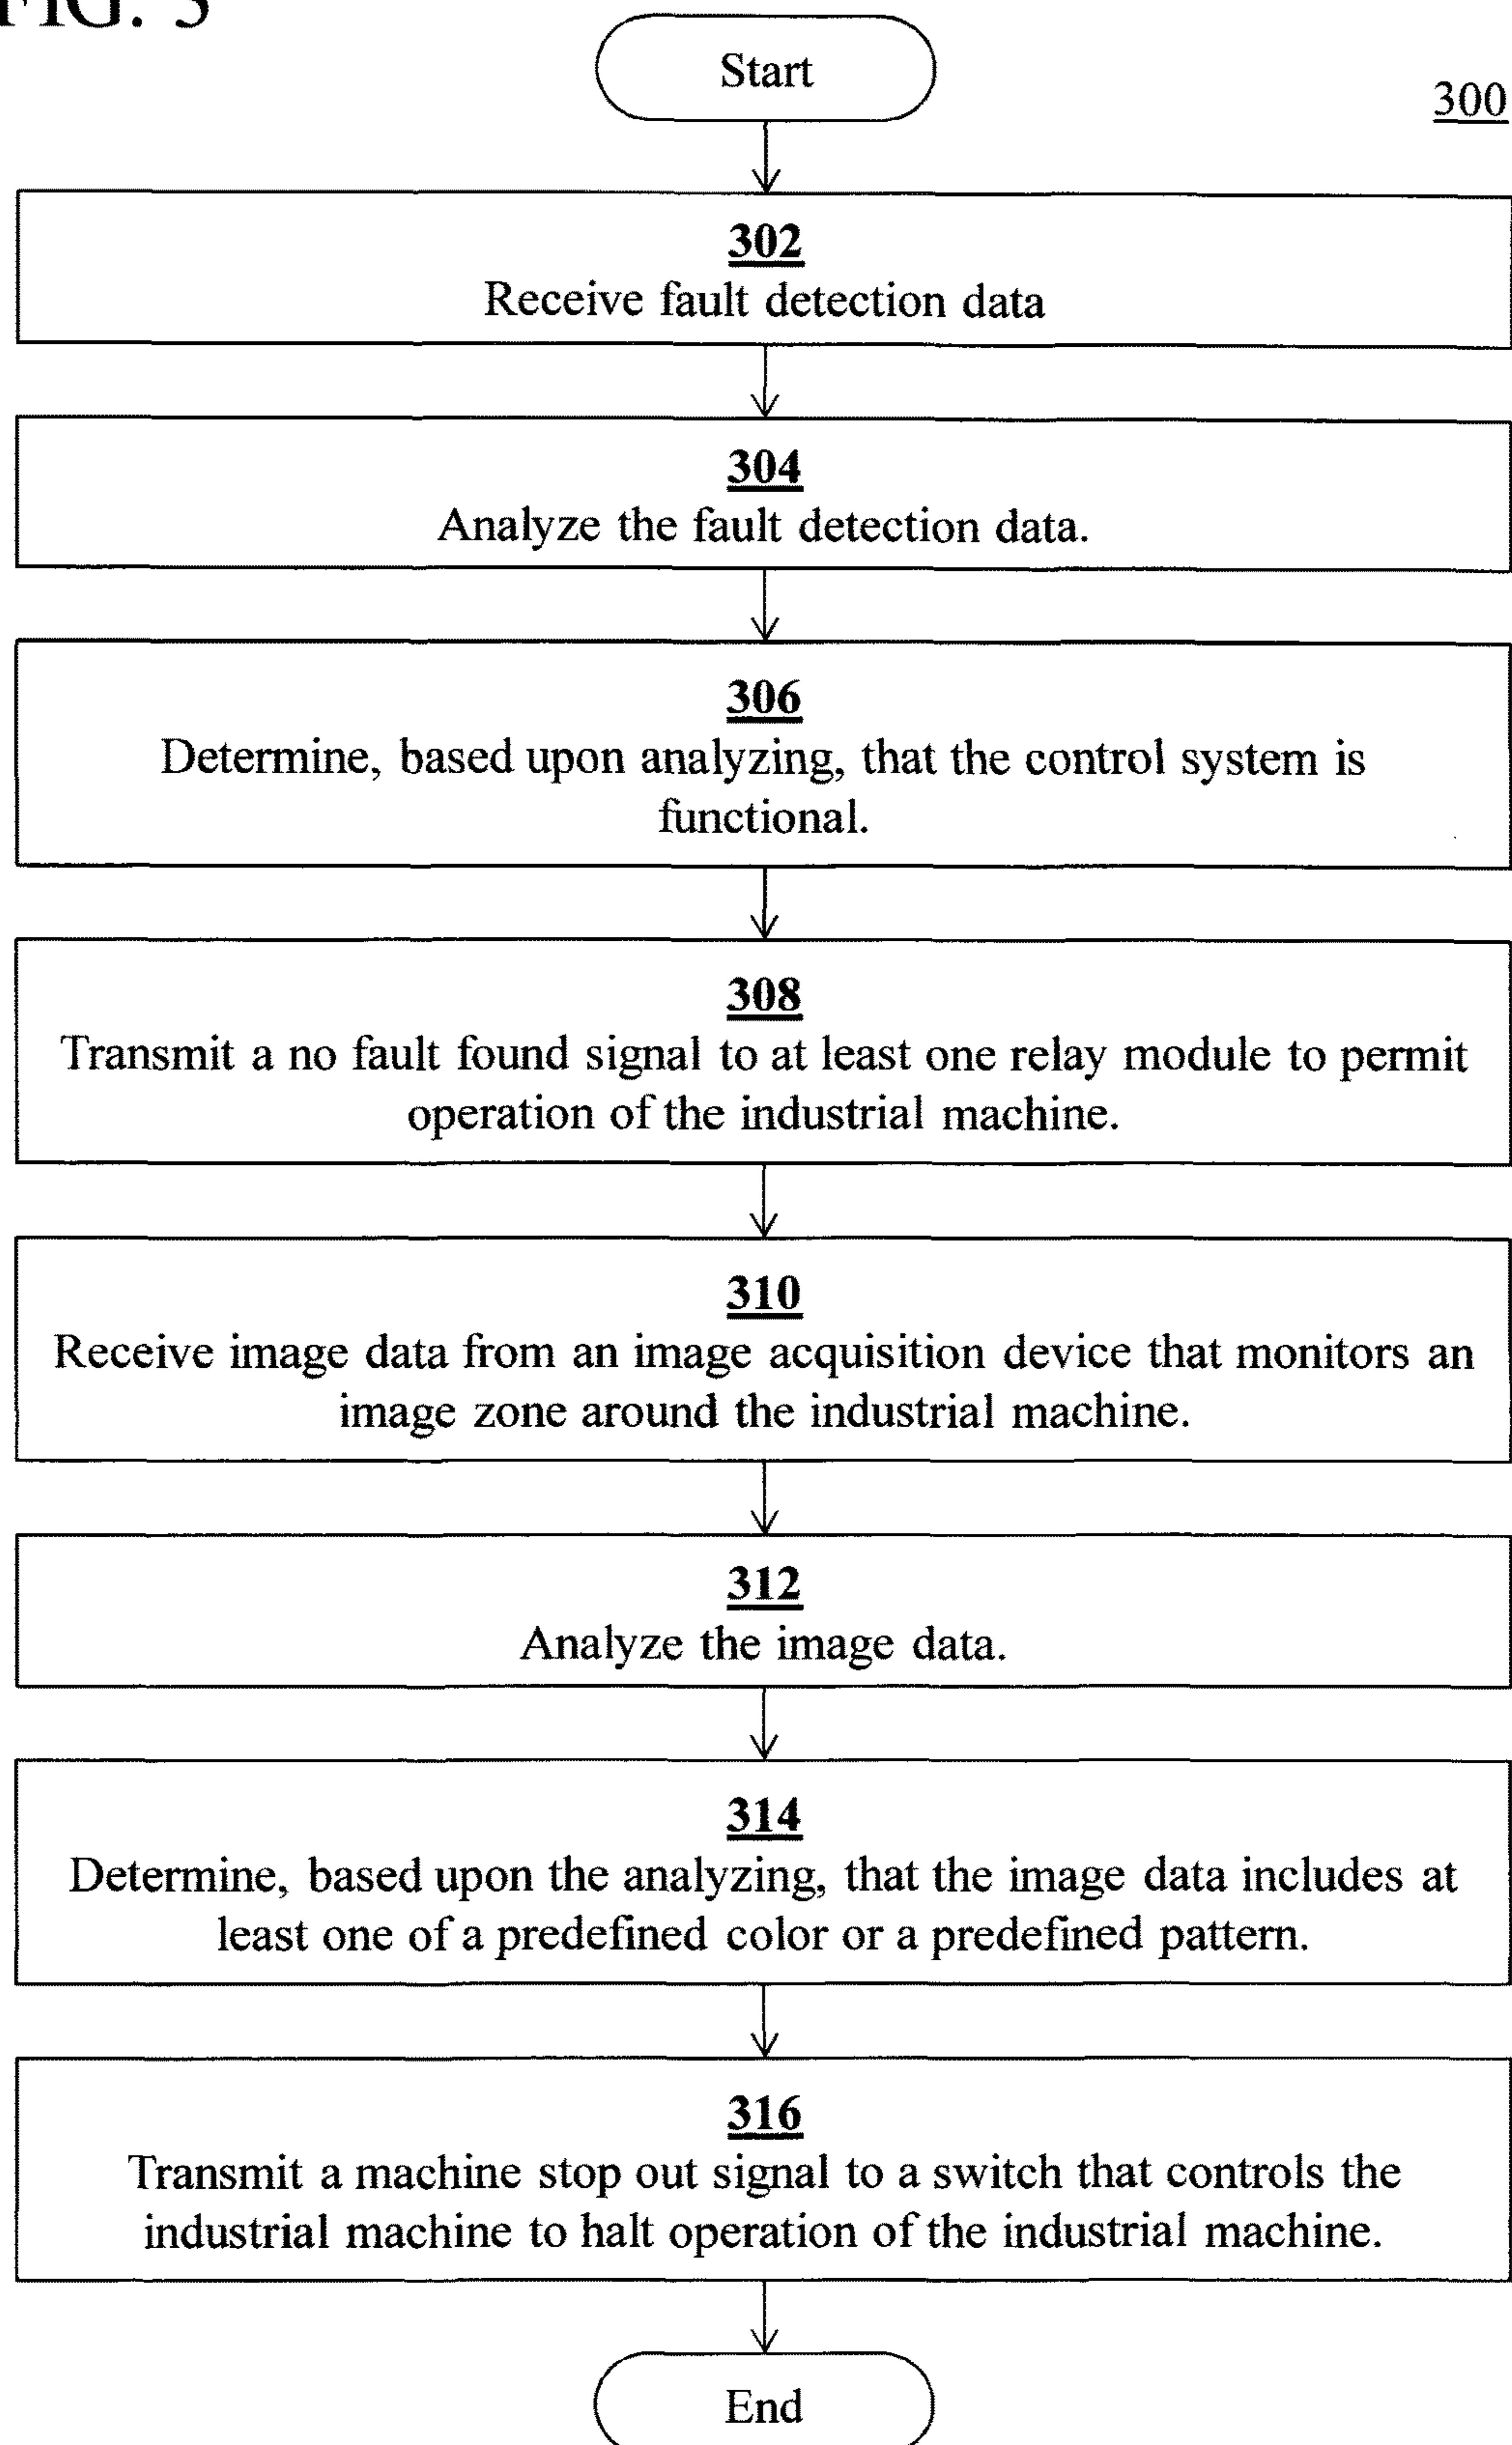 FIG. 3
Start
300
302
Receive fault detection data
304
Analyze the fault detection data.
306
Determine, based upon analyzing, that the control system is
functional.
308
Transmit a no fault found signal to at least one relay module to permit
operation of the industrial machine.
310
Receive image data from an image acquisition device that monitors an
image zone around the industrial machine.
312
Analyze the image data.
314
Determine, based upon the analyzing, that the image data includes at
least one of a predefined color or a predefined pattern.
316
Transmit a machine stop out signal to a switch that controls the
industrial machine to halt operation of the industrial machine.
End